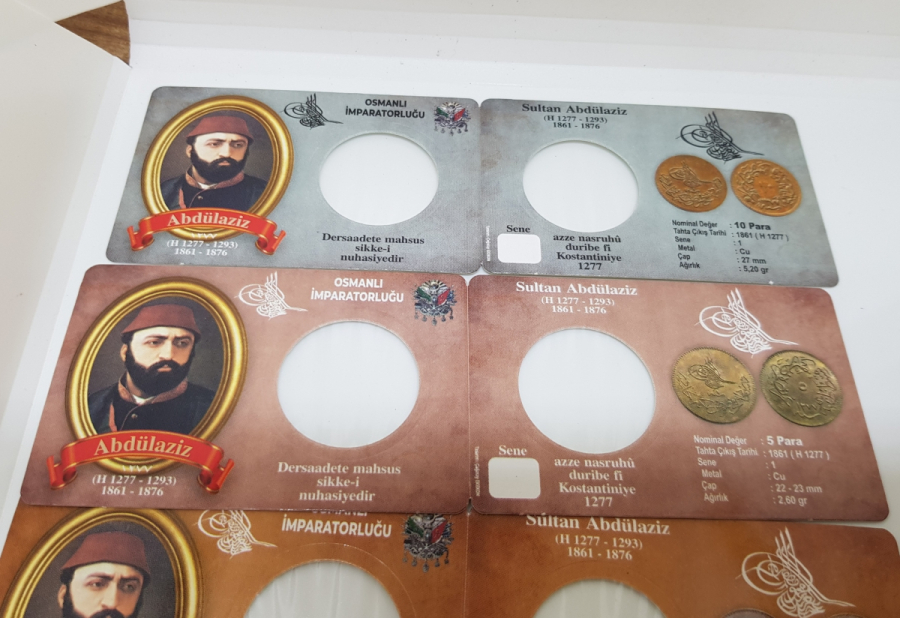 OSMANLI
İMPARATORLUĞU
Abdülaziz
(H 1277 - 1293)
1861 - 1876
Dersaadete mahsus
sikke-i
nuhasiyedir
Sultan Abdülaziz
(H 1277 - 1293)
1861 - 1876
Sene
azze nasruhû
duribe fî
Kostantiniye
1277
Nominal Değer : 10 Para
Tahta Çıkış Tarihi : 1861 ( H 1277 )
Sene : 1
Metal : Cu
Çap : 27 mm
Ağırlık : 5,20 gr
OSMANLI
İMPARATORLUĞU
Abdülaziz
(H 1277 - 1293)
1861 - 1876
Dersaadete mahsus
sikke-i
nuhasiyedir
Sultan Abdülaziz
(H 1277 - 1293)
1861 - 1876
Sene
azze nasruhû
duribe fî
Kostantiniye
1277
Nominal Değer : 5 Para
Tahta Çıkış Tarihi : 1861 ( H 1277 )
Sene : 1
Metal : Cu
Çap : 22 - 23 mm
Ağırlık : 2,60 gr
OSMANLI
İMPARATORLUĞU
Sultan Abdülaziz
(H 1277 - 1293)
1861 - 1876